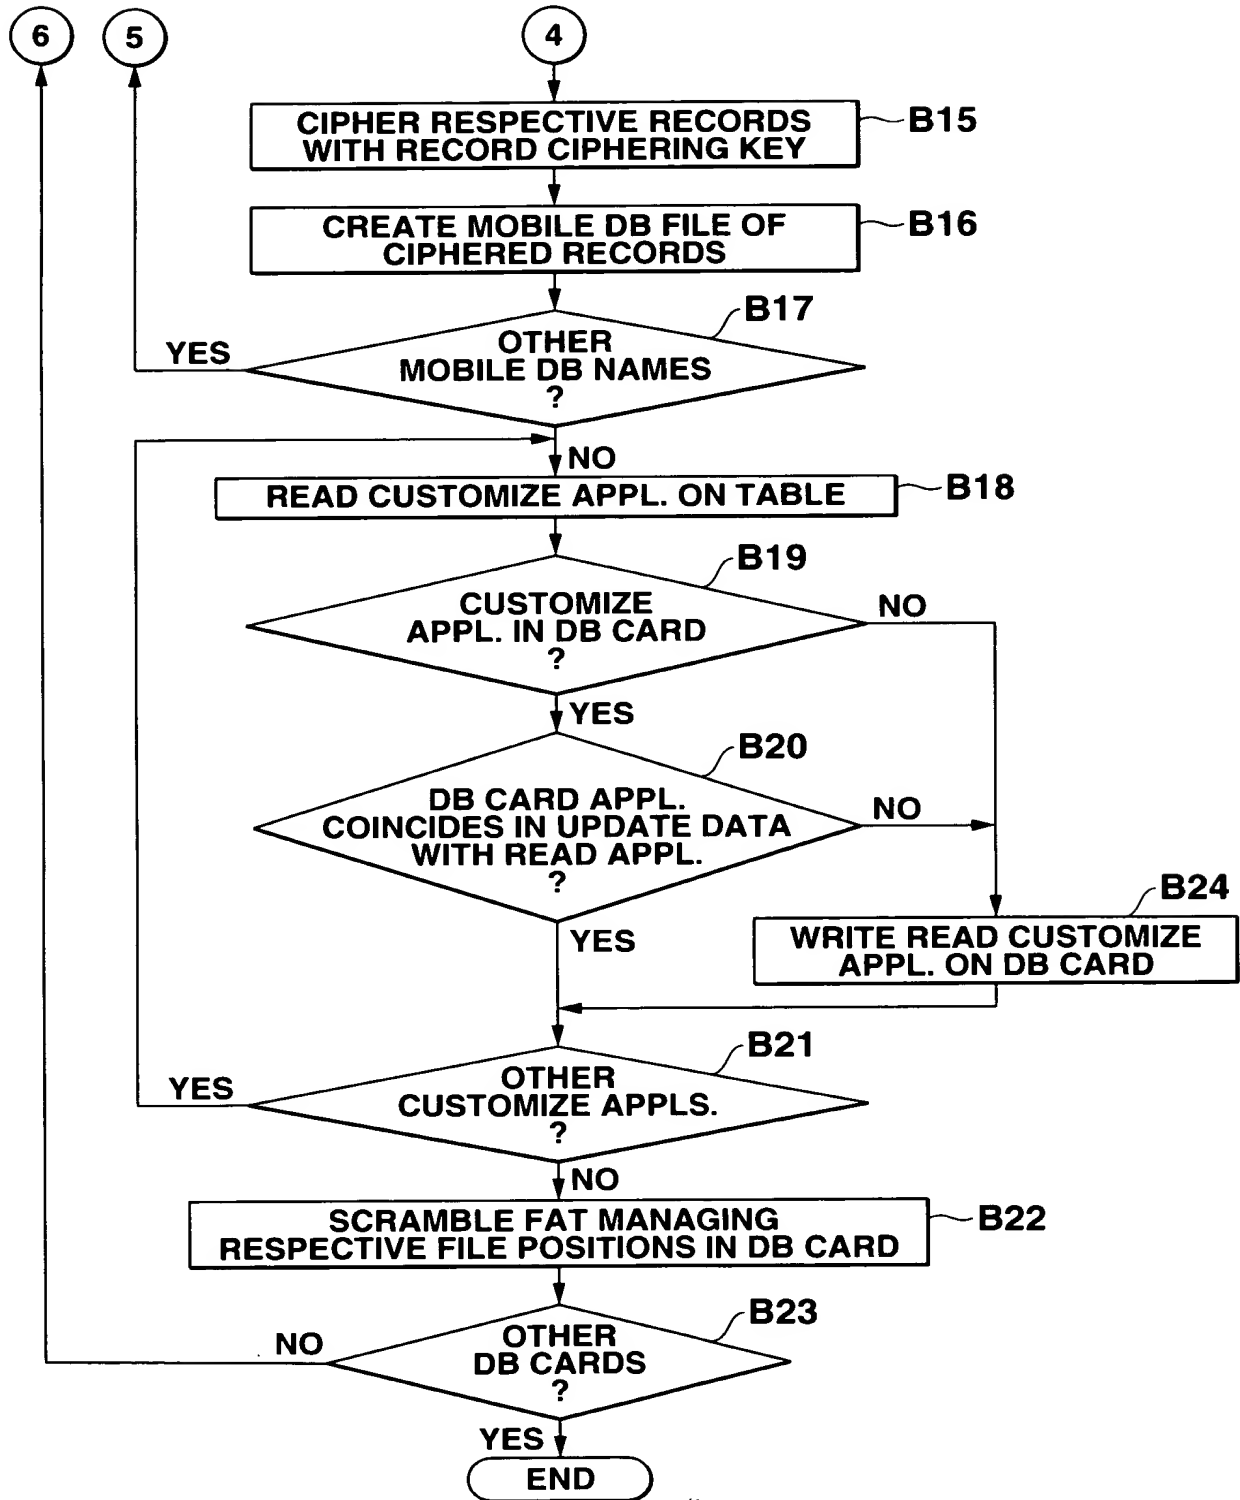 6
5
4
CIPHER RESPECTIVE RECORDS
WITH RECORD CIPHERING KEY
B15
CREATE MOBILE DB FILE OF
CIPHERED RECORDS
B16
B17
OTHER
MOBILE DB NAMES
?
YES
NO
READ CUSTOMIZE APPL. ON TABLE
B18
B19
CUSTOMIZE
APPL. IN DB CARD
?
NO
YES
B20
DB CARD APPL.
COINCIDES IN UPDATE DATA
WITH READ APPL.
?
NO
YES
B24
WRITE READ CUSTOMIZE
APPL. ON DB CARD
B21
OTHER
CUSTOMIZE APPLS.
?
YES
NO
SCRAMBLE FAT MANAGING
RESPECTIVE FILE POSITIONS IN DB CARD
B22
B23
OTHER
DB CARDS
?
NO
YES
END